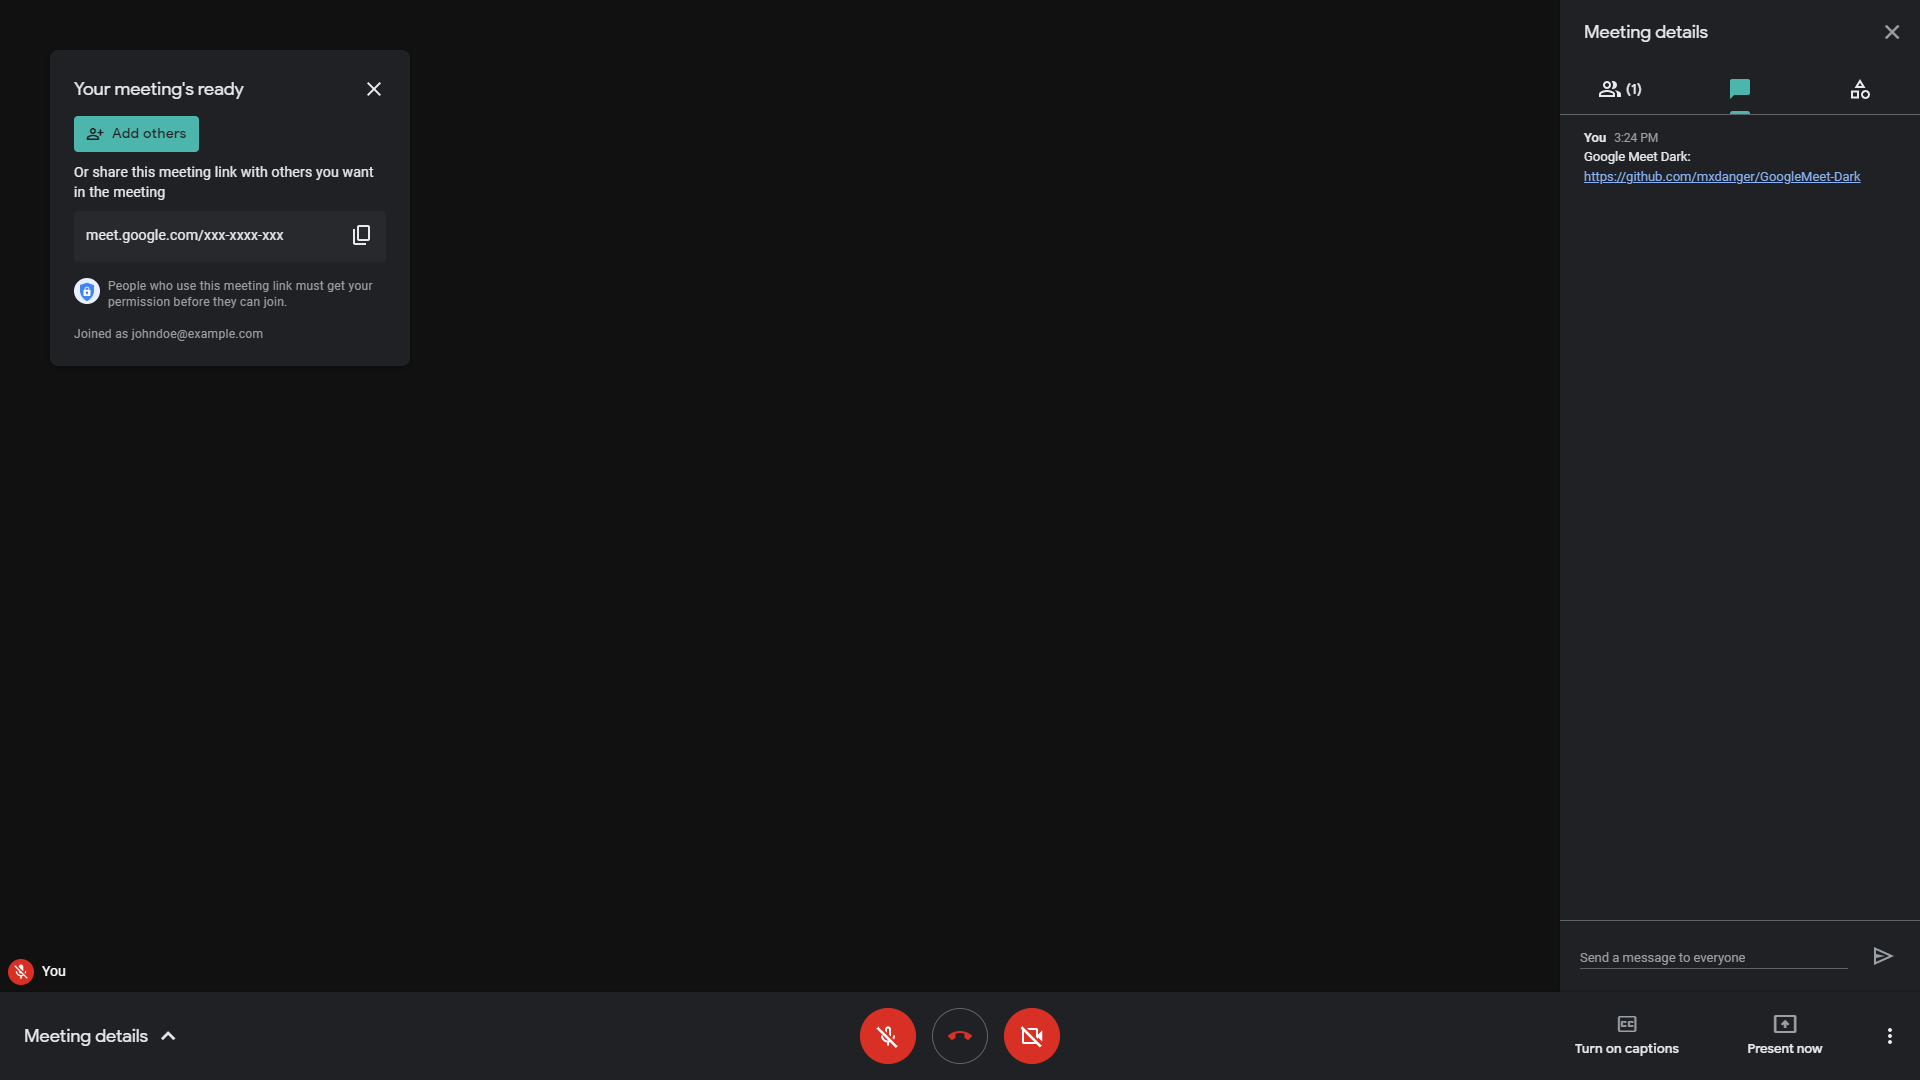 Your meeting's ready
Add others
Or share this meeting link with others you want
in the meeting
meet.google.com/xxx-xxxx-xxx
People who use this meeting link must get your
permission before they can join.
Joined as johndoe@example.com
You
Meeting details
(1)
You 3:24 PM
Google Meet Dark:
https://github.com/mxdanger/GoogleMeet-Dark
Send a message to everyone
Meeting details
CC
Turn on captions
Present now